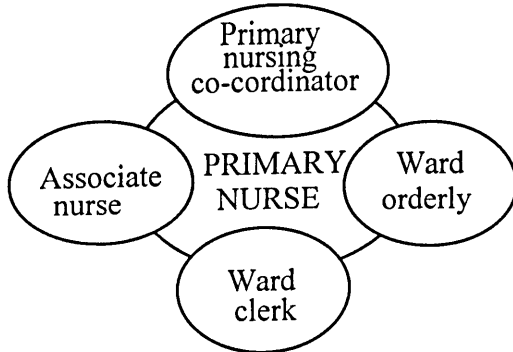 Primary
nursing
co-cordinator
Associate
nurse
PRIMARY
NURSE
Ward
orderly
Ward
clerk